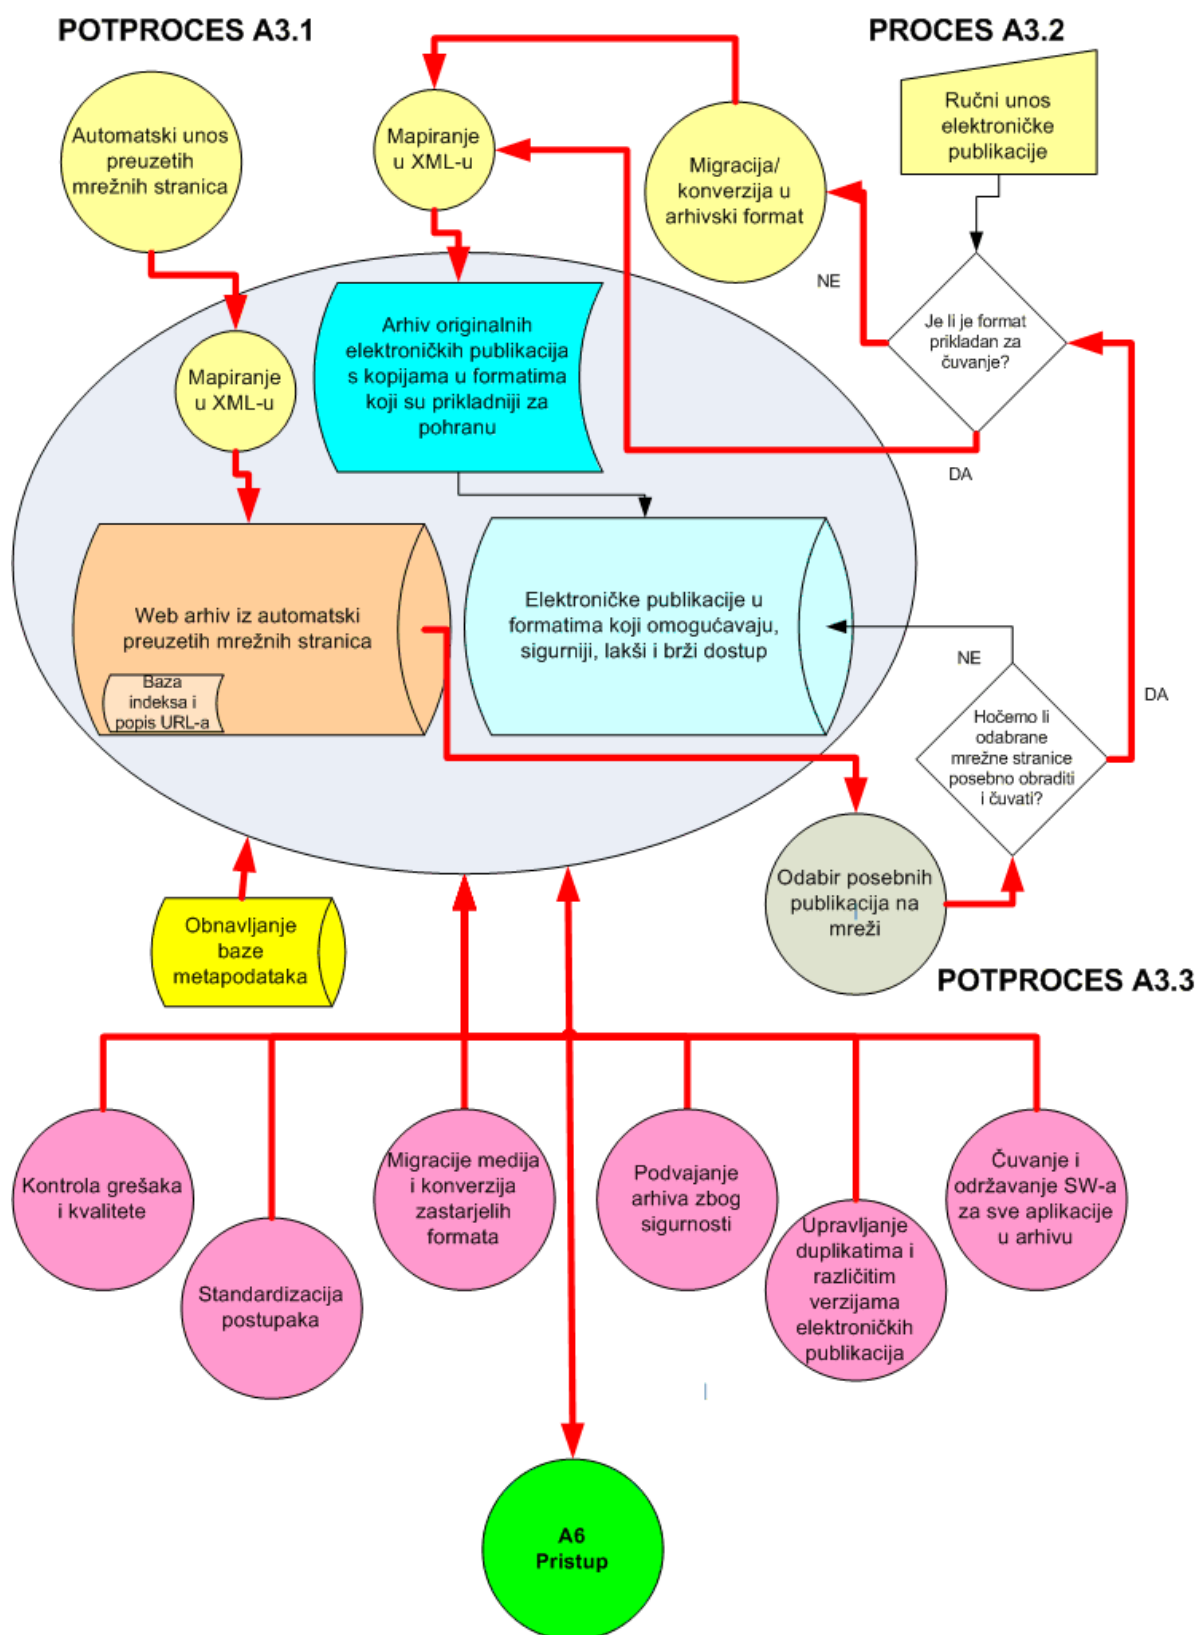 POTPROCES A3.1
PROCES A3.2
Automatski unos
preuzetih
mrežnih stranica
Mapiranje
u XML-u
Migracija/
konverzija u
arhivski format
Ručni unos
elektroničke
publikacije
NE
Je li je format
prikladan za
čuvanje?
DA
Mapiranje
u XML-u
Arhiv originalnih
elektroničkih publikacija
s kopijama u formatima
koji su prikladniji za
pohranu
Web arhiv iz automatski
preuzetih mrežnih stranica
Baza
indeksa i
popis URL-a
Elektroničke publikacije u
formatima koji omogućavaju,
sigurniji, lakši i brži dostup
NE
DA
Hočemo li
odabrane
mrežne stranice
posebno obraditi
i čuvati?
Odabir posebnih
publikacija na
mreži
POTPROCES A3.3
Obnavljanje
baze
metapodataka
Kontrola grešaka
i kvalitete
Standardizacija
postupaka
Migracije medija
i konverzija
zastarjelih
formata
Podvajanje
arhiva zbog
sigurnosti
Upravljanje
duplikatima i
različitim
verzijama
elektroničkih
publikacija
Čuvanje i
održavanje SW-a
za sve aplikacije
u arhivu
A6
Pristup